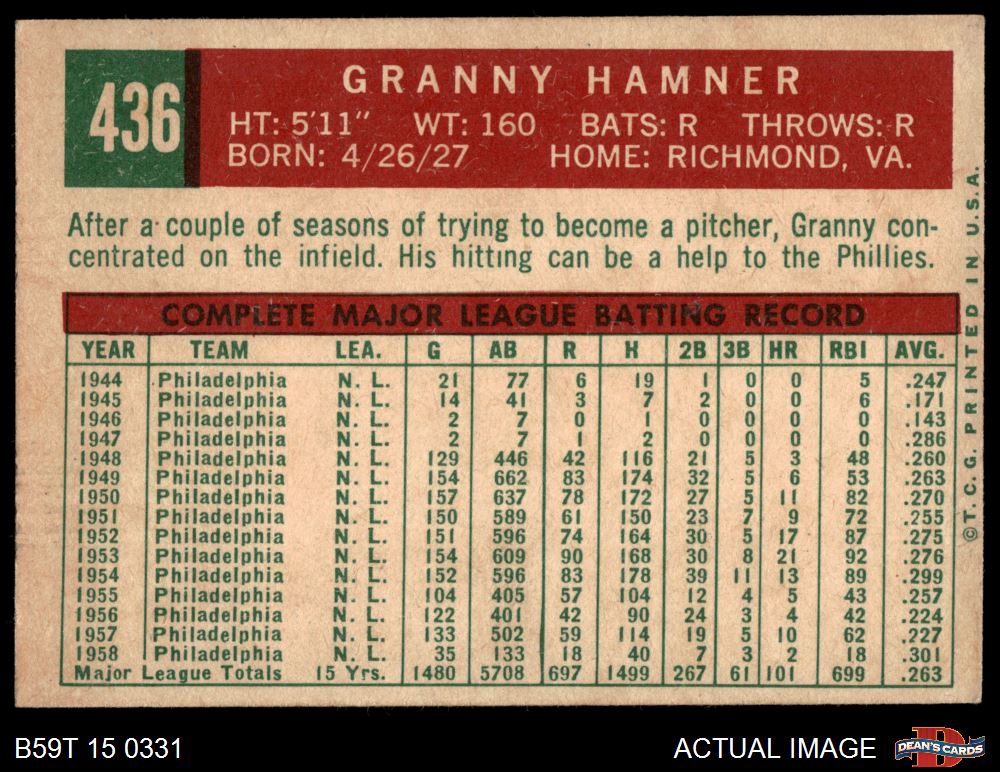 436
GRANNY HAMNER
HT: 5'11" WT: 160 BATS: R THROWS: R
BORN: 4/26/27 HOME: RICHMOND, VA.
After a couple of seasons of trying to become a pitcher, Granny con-
centrated on the infield. His hitting can be a help to the Phillies.
COMPLETE MAJOR LEAGUE BATTING RECORD
YEAR TEAM LEA. G AB R H 2B 3B HR RBI AVG.
1944 Philadelphia N. L. 21 77 6 19 1 0 0 5 .247
1945 Philadelphia N. L. 14 41 3 7 2 0 0 6 .171
1946 Philadelphia N. L. 2 7 0 1 0 0 0 0 .143
1947 Philadelphia N. L. 2 7 1 2 0 0 0 0 .286
1948 Philadelphia N. L. 129 446 42 116 21 5 3 48 .260
1949 Philadelphia N. L. 154 662 83 174 32 5 6 53 .263
1950 Philadelphia N. L. 157 637 78 172 27 5 11 82 .270
1951 Philadelphia N. L. 150 589 61 150 23 7 9 72 .255
1952 Philadelphia N. L. 151 596 74 164 30 5 17 87 .275
1953 Philadelphia N. L. 154 609 90 168 30 8 21 92 .276
1954 Philadelphia N. L. 152 596 83 178 39 11 13 89 .299
1955 Philadelphia N. L. 104 405 57 104 12 4 5 43 .257
1956 Philadelphia N. L. 122 401 42 90 24 3 4 42 .224
1957 Philadelphia N. L. 133 502 59 114 19 5 10 62 .227
1958 Philadelphia N. L. 35 133 18 40 7 3 2 18 .301
Major League Totals 15 Yrs. 1480 5708 697 1499 267 61 101 699 .263
© T. C. G. PRINTED IN U.S.A.
B59T 15 0331
ACTUAL IMAGE
DEAN'S CARDS